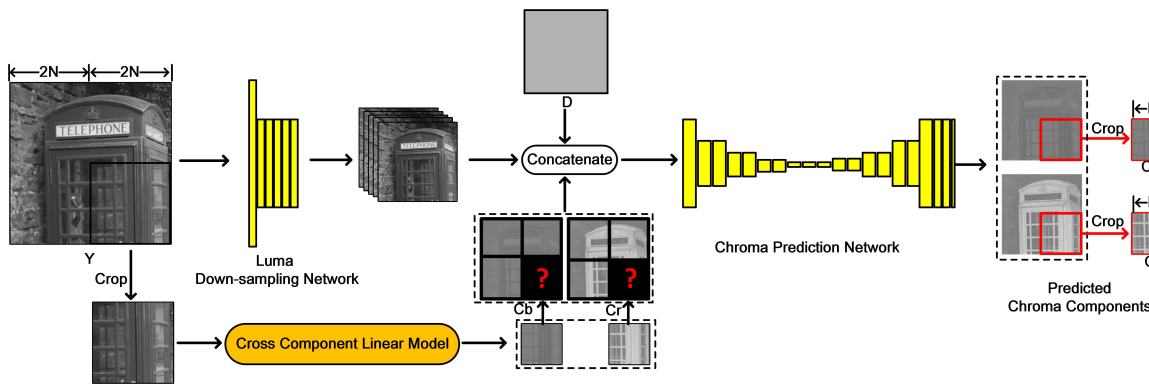 2N 2N
TELEPHONE
Y
Crop
Luma
Down-sampling Network
TELEPHONE
D
Concatenate
?
?
Cb
Cr
Cross Component Linear Model
Chroma Prediction Network
Crop
Crop
Predicted
Chroma Components